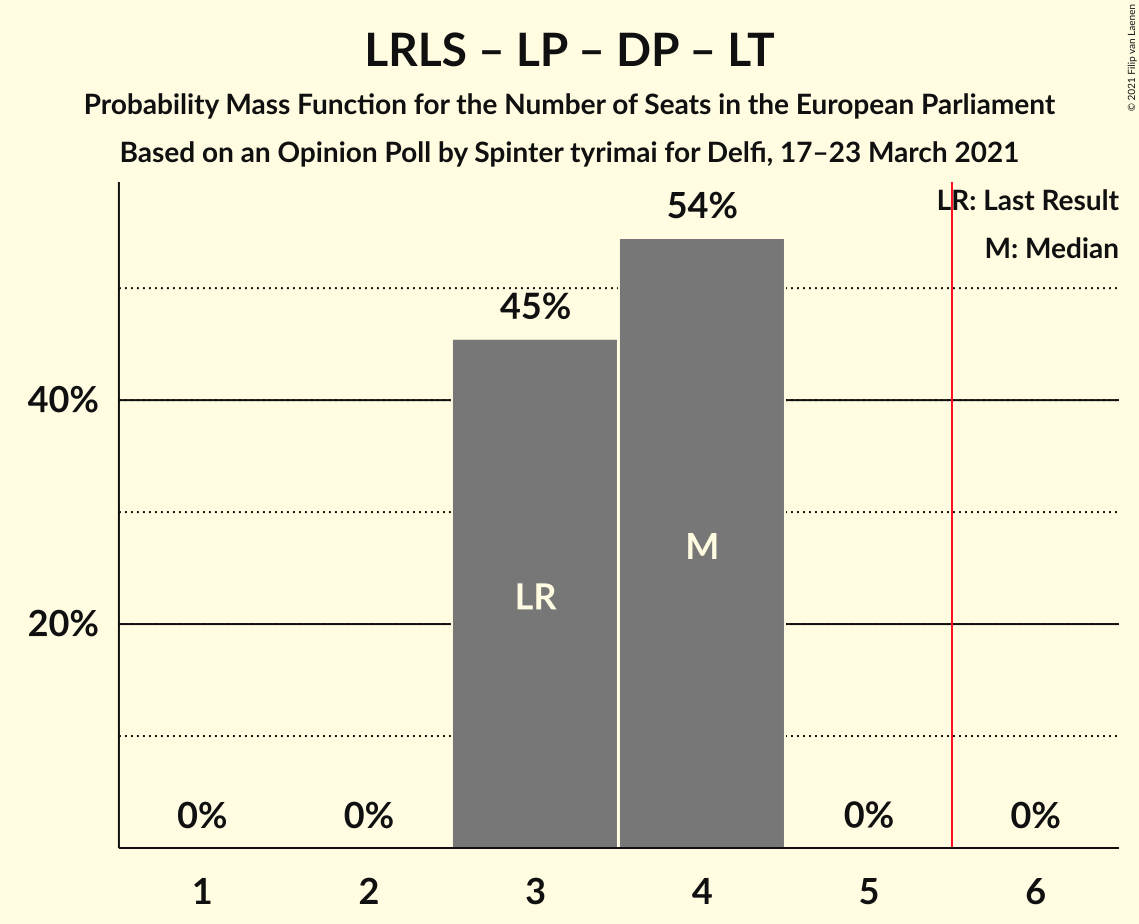 LRLS – LP – DP – LT
Probability Mass Function for the Number of Seats in the European Parliament
Based on an Opinion Poll by Spinter tyrimai for Delfi, 17–23 March 2021
© 2021 Filip van Laenen
LR: Last Result
M: Median
54%
45%
40%
M
LR
20%
0% 0% 0% 0%
1 2 3 4 5 6